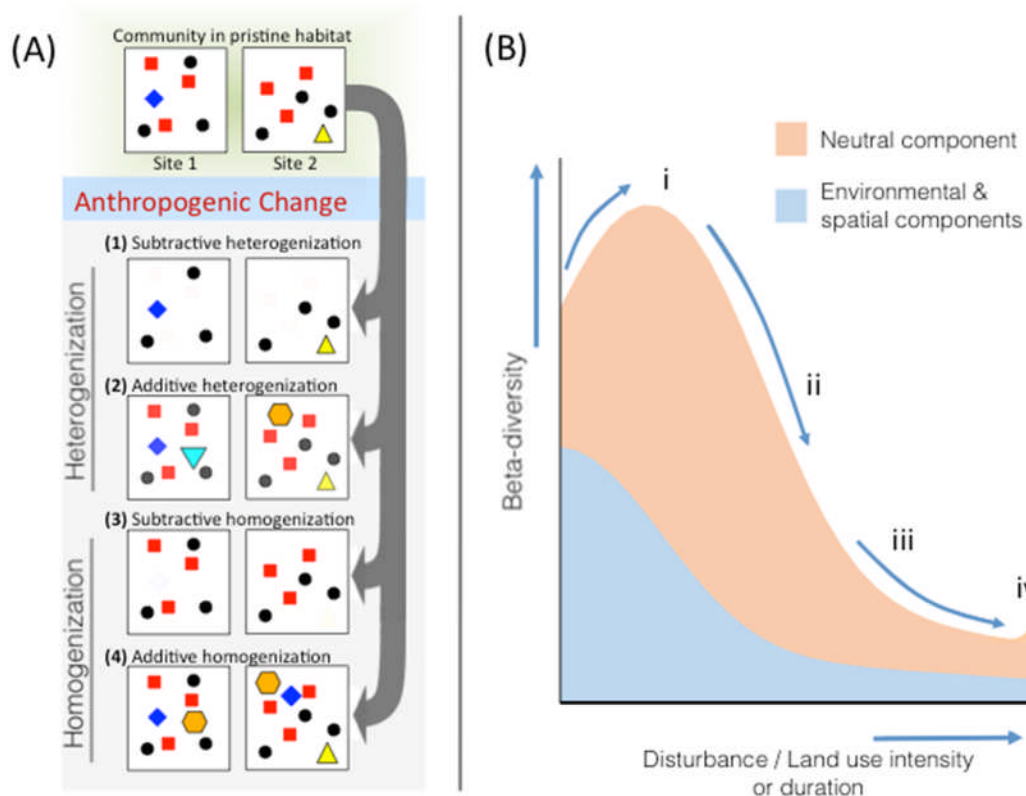 (A)
Community in pristine habitat
Site 1
Site 2
Anthropogenic Change
Heterogenization
(1) Subtractive heterogenization
(2) Additive heterogenization
Homogenization
(3) Subtractive homogenization
(4) Additive homogenization
(B)
Neutral component
Environmental &
spatial components
Beta-diversity
i
ii
iii
iv
Disturbance / Land use intensity
or duration